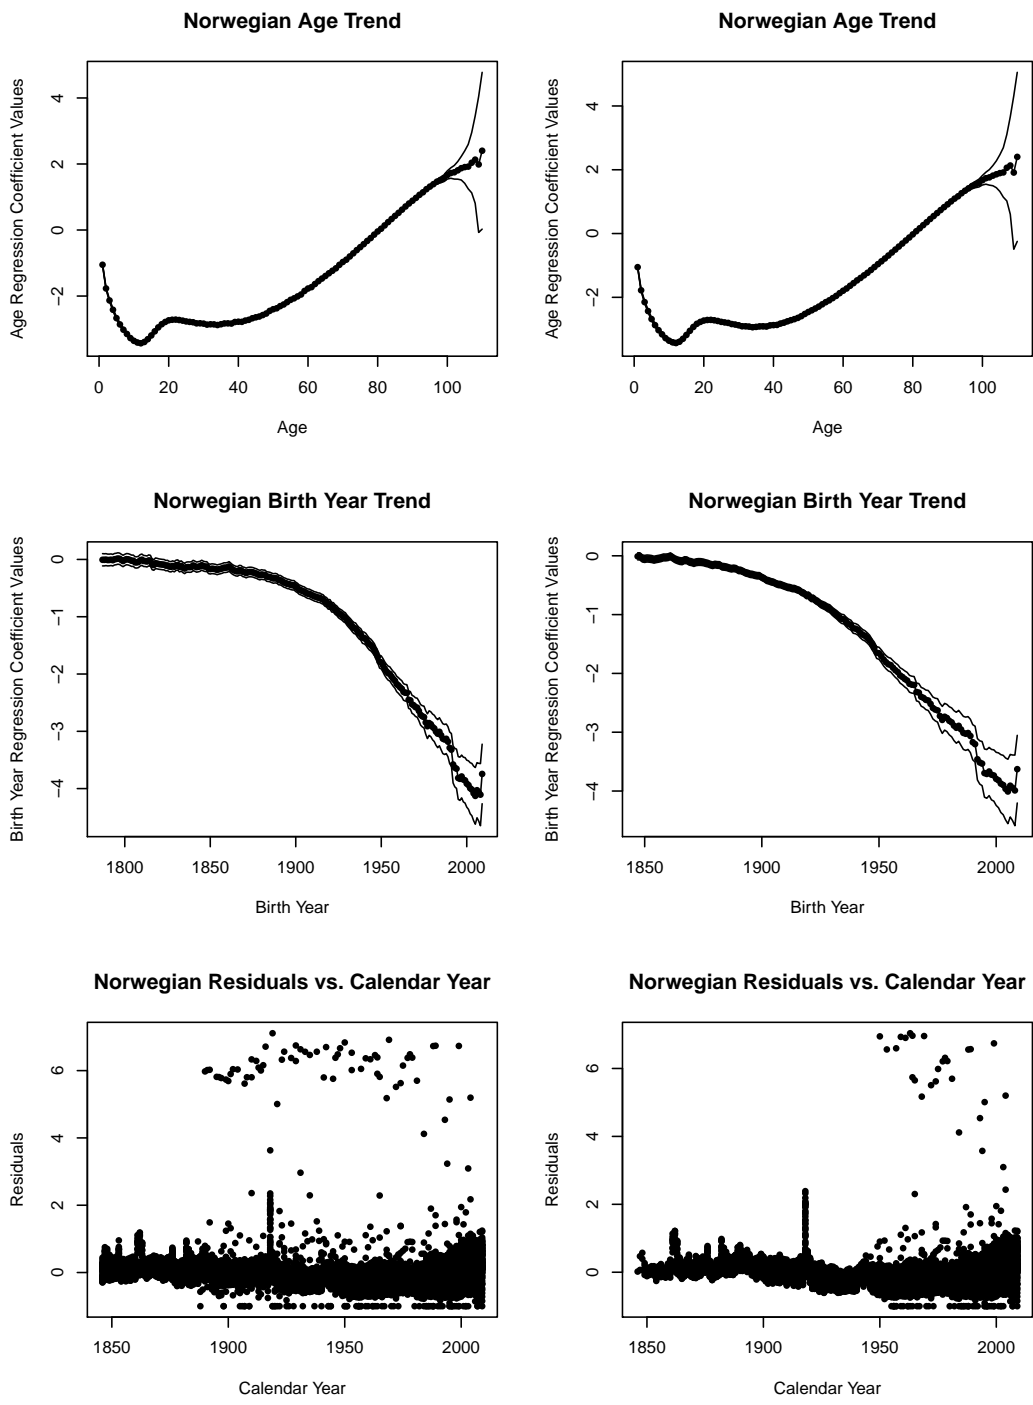 Norwegian Age Trend
Age Regression Coefficient Values
4
2
0
−2
0 20 40 60 80 100
Age
Norwegian Age Trend
Age Regression Coefficient Values
4
2
0
−2
0 20 40 60 80 100
Age
Norwegian Birth Year Trend
Birth Year Regression Coefficient Values
0
−1
−2
−3
−4
1800 1850 1900 1950 2000
Birth Year
Norwegian Birth Year Trend
Birth Year Regression Coefficient Values
0
−1
−2
−3
−4
1850 1900 1950 2000
Birth Year
Norwegian Residuals vs. Calendar Year
Residuals
6
4
2
0
1850 1900 1950 2000
Calendar Year
Norwegian Residuals vs. Calendar Year
Residuals
6
4
2
0
1850 1900 1950 2000
Calendar Year